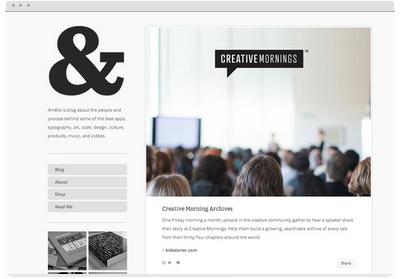 &
Amdlie is blog about the people and
process behind some of the best apps,
typography, art, code, design, culture,
products, music, and videos.
Blog
About
Shop
Read Me
CREATIVEMORNINGS
Creative Morning Archives
One Friday morning a month, people in the creative community gather to hear a speaker share
their story at Creative Mornings. Help them build a growing, searchable archive of every talk
from their thirty-four chapters around the world.
• kickstarter.com
Share